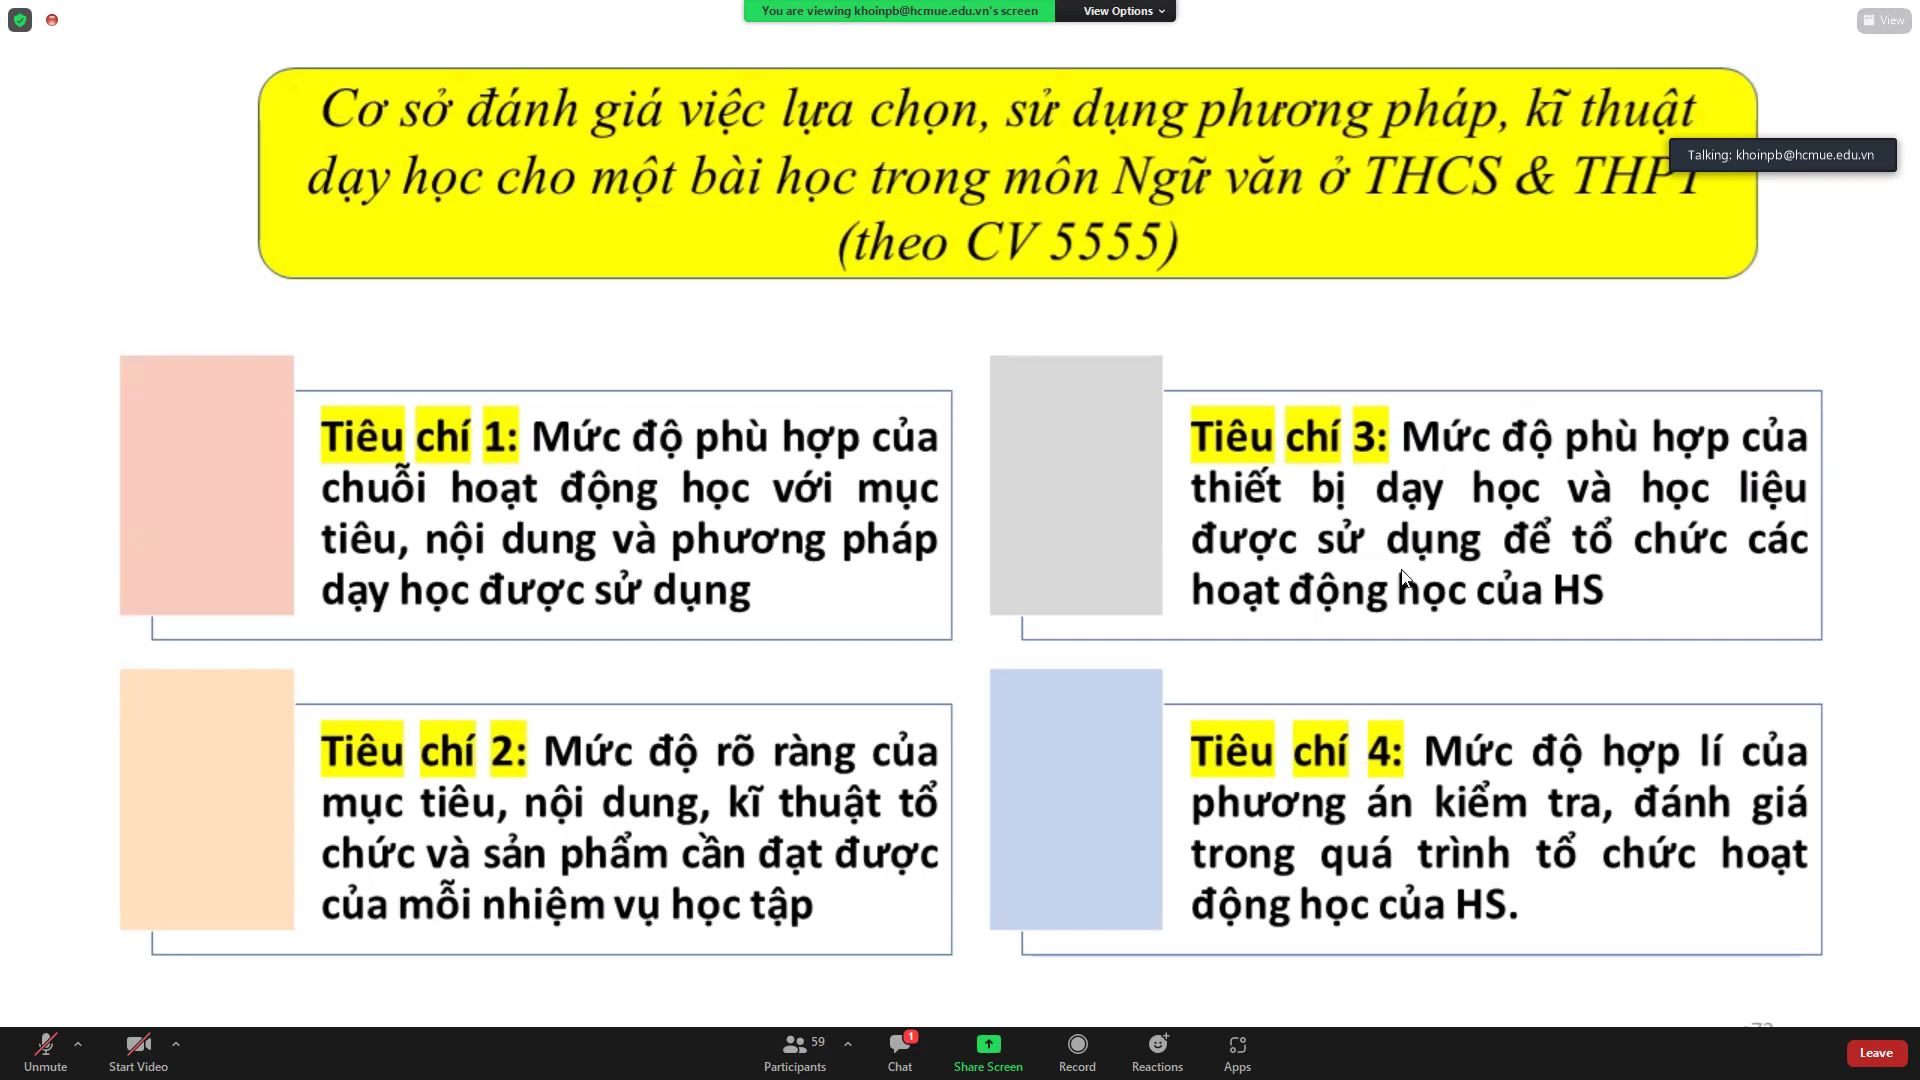 You are viewing khoinpb@hcmue.edu.vn's screen
View Options
View
Cơ sở đánh giá việc lựa chọn, sử dụng phương pháp, kĩ thuật
dạy học cho một bài học trong môn Ngữ văn ở THCS & THPT
(theo CV 5555)
Talking: khoinpb@hcmue.edu.vn
Tiêu chí 1: Mức độ phù hợp của
chuỗi hoạt động học với mục
tiêu, nội dung và phương pháp
dạy học được sử dụng
Tiêu chí 2: Mức độ rõ ràng của
mục tiêu, nội dung, kĩ thuật tổ
chức và sản phẩm cần đạt được
của mỗi nhiệm vụ học tập
Tiêu chí 3: Mức độ phù hợp của
thiết bị dạy học và học liệu
được sử dụng để tổ chức các
hoạt động học của HS
Tiêu chí 4: Mức độ hợp lí của
phương án kiểm tra, đánh giá
trong quá trình tổ chức hoạt
động học của HS.
Unmute
Start Video
59
Participants
1
Chat
Share Screen
Record
Reactions
Apps
Leave